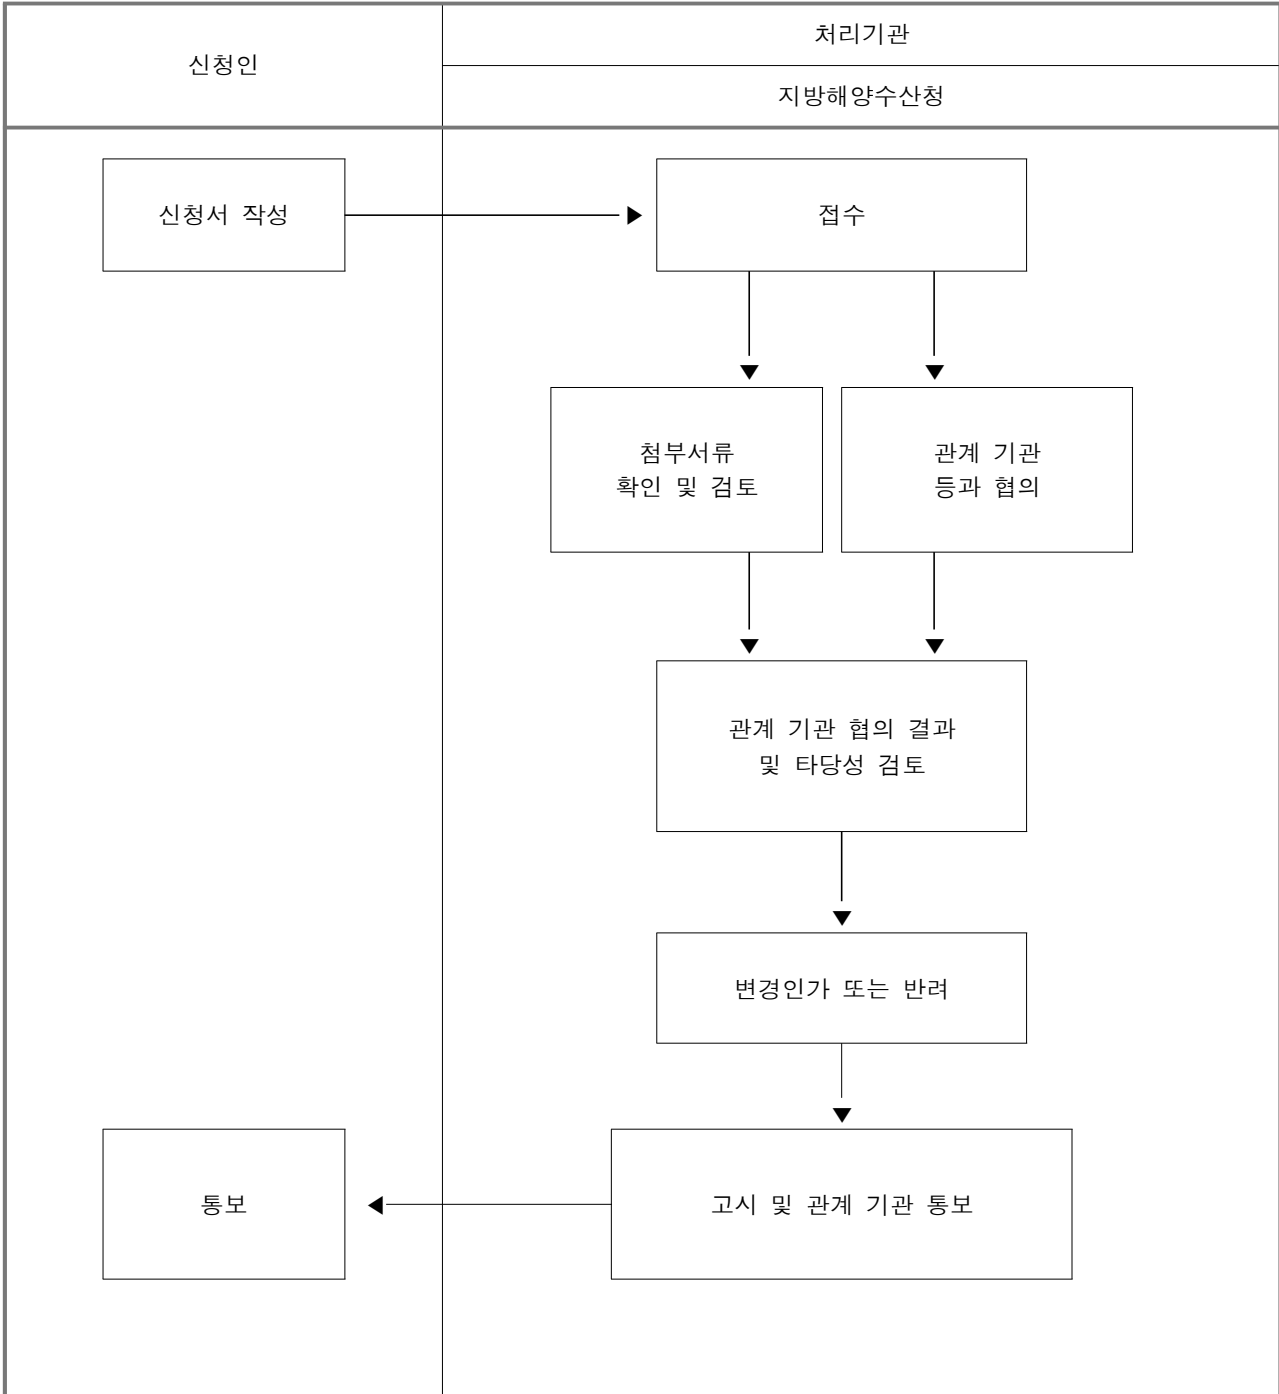 신청인
처리기관
지방해양수산청
신청서 작성
접수
첨부서류
확인 및 검토
관계 기관
등과 협의
관계 기관 협의 결과
및 타당성 검토
변경인가 또는 반려
통보
고시 및 관계 기관 통보